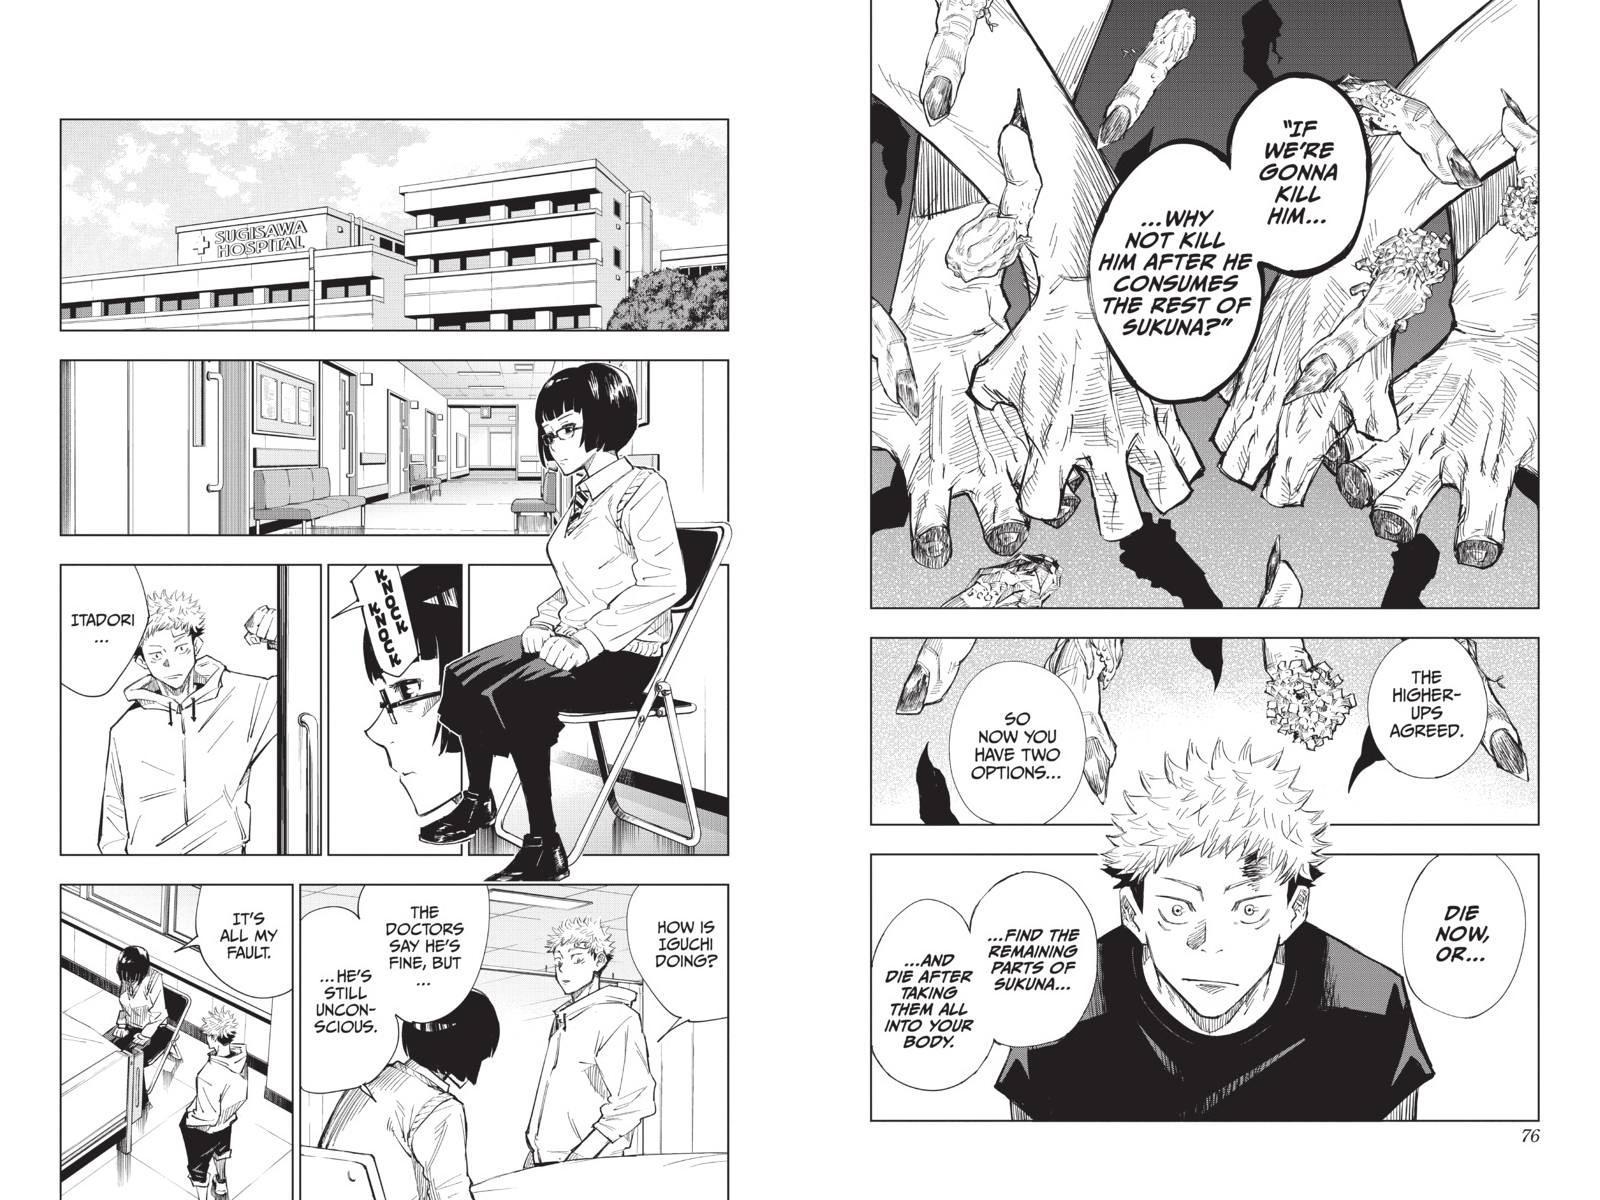 "IF
WE'RE
GONNA
KILL
HIM...
...WHY
NOT KILL
HIM AFTER HE
CONSUMES
THE REST OF
SUKUNA?"
THE
HIGHER-
UPS
AGREED.
SO
NOW YOU
HAVE TWO
OPTIONS...
DIE
NOW,
OR...
...FIND THE
REMAINING
PARTS OF
SUKUNA...
...AND
DIE AFTER
TAKING
THEM ALL
INTO YOUR
BODY.
76
SUGISAWA
HOSPITAL
KNOCK
KNOCK
ITADORI
...
HOW IS
IGUCHI
DOING?
THE
DOCTORS
SAY HE'S
FINE, BUT
...
...HE'S
STILL
UNCON-
SCIOUS.
IT'S
ALL MY
FAULT.